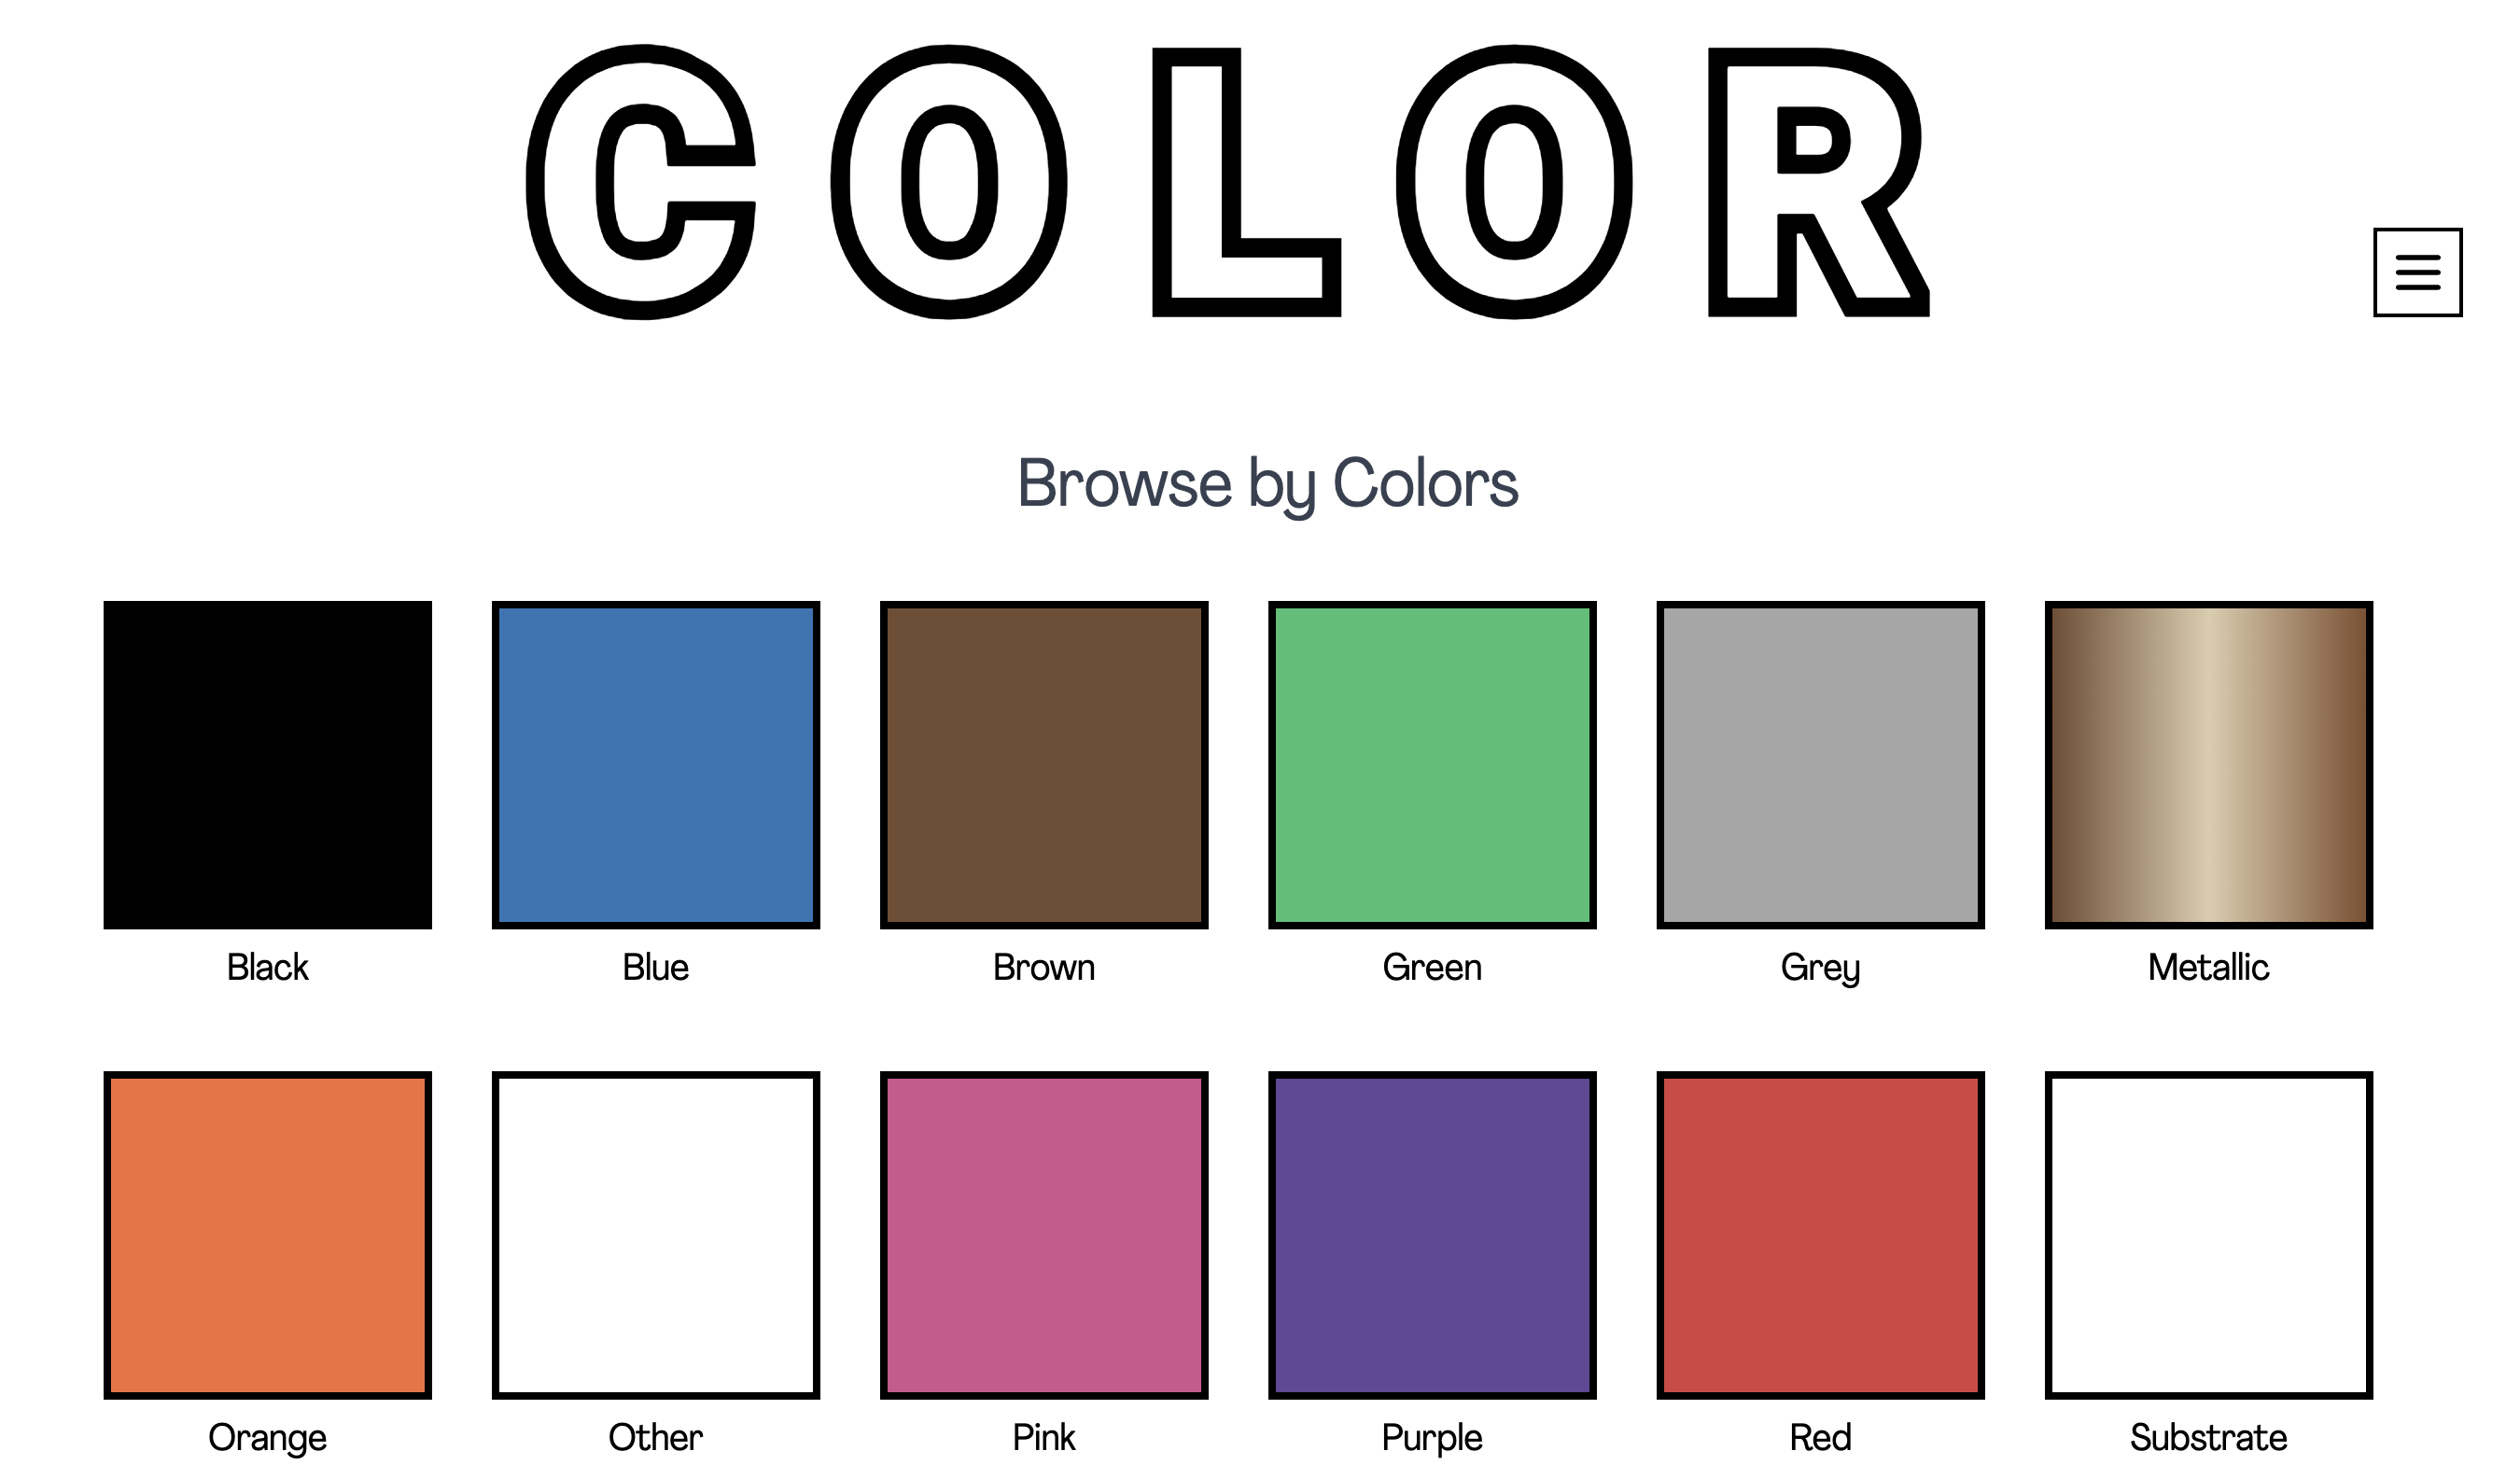 COLOR
Browse by Colors
Black
Blue
Brown
Green
Grey
Metallic
Orange
Other
Pink
Purple
Red
Substrate